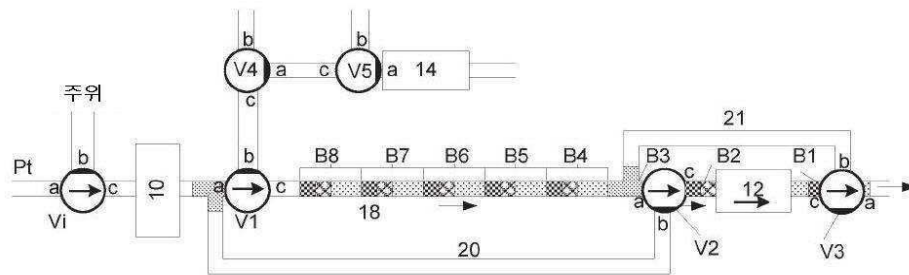 b b
V4 a c V5 a 14
c
주위
21
Pt b b B8 B7 B6 B5 B4 B3 c B2 B1 b
a c 10 a c a 12 c a
Vi V1 18 b
20 V2 V3